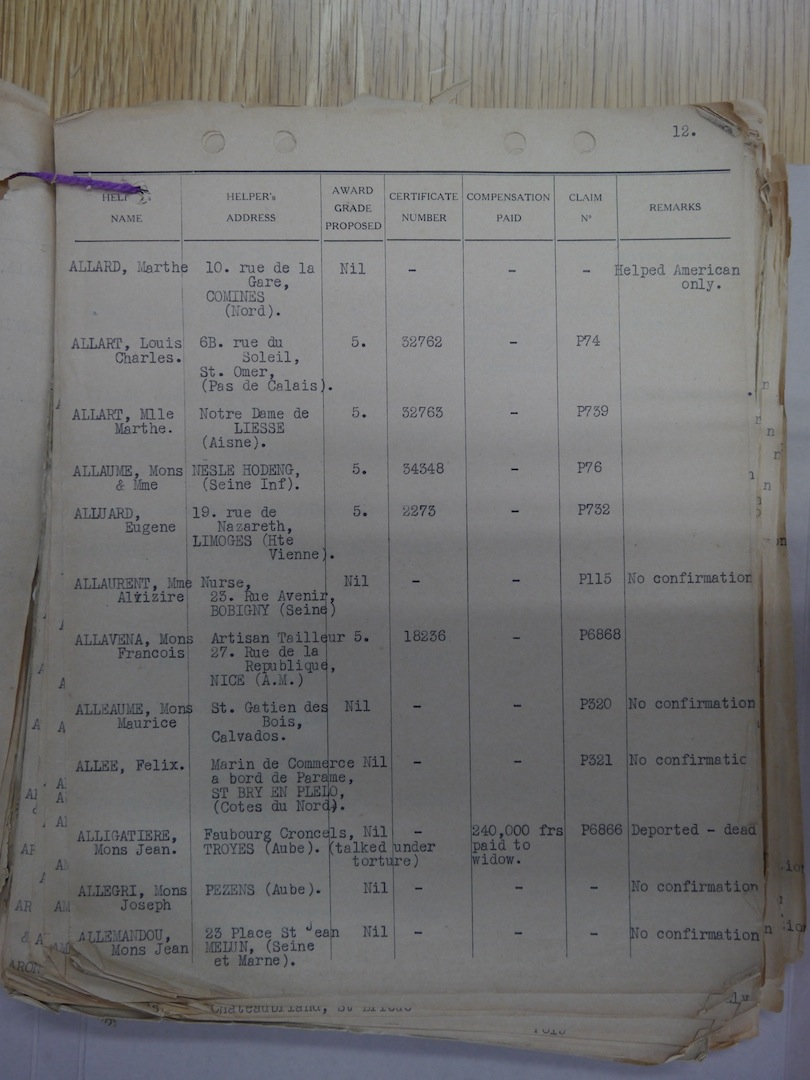 12.
HELPER's NAME
HELPER's ADDRESS
AWARD GRADE PROPOSED
CERTIFICATE NUMBER
COMPENSATION PAID
CLAIM Nº
REMARKS
ALLARD, Marthe 10. rue de la Nil - - - Helped American
Gare, only.
COMINES
(Nord).
ALLART, Louis 6B. rue du 5. 32762 - P74
Charles. Soleil,
St. Omer,
(Pas de Calais).
ALLART, Mlle Notre Dame de 5. 32763 - P739
Marthe. LIESSE
(Aisne).
ALLAUME, Mons NESLE HODENG, 5. 34348 - P76
& Mme (Seine Inf).
ALLUARD, 19. rue de 5. 2273 - P732
Eugene Nazareth,
LIMOGES (Hte
Vienne).
ALLAURENT, Mme Nurse, Nil - - P115 No confirmation
23. Rue Avenir,
BOBIGNY (Seine)
ALLAVENA, Mons Artisan Tailleur 5. 18236 - P6868
Francois 27. Rue de la
Republique,
NICE (A.M.)
ALLEAUME, Mons St. Gatien des Nil - - P320 No confirmation
Maurice Bois,
Calvados.
ALLEE, Felix. Marin de Commerce Nil - - P321 No confirmatic
a bord de Parame,
ST BRY EN PLELO,
(Cotes du Nord).
ALLIGATIERE, Faubourg Croncels, Nil - 240,000 frs P6866 Deported - dead
Mons Jean. TROYES (Aube). (talked under paid to
torture) widow.
ALLEGRI, Mons PEZENS (Aube). Nil - - - No confirmation
Joseph
ALLEMANDOU, 23 Place St Jean Nil - - - No confirmation
Mons Jean MELUN, (Seine
et Marne).